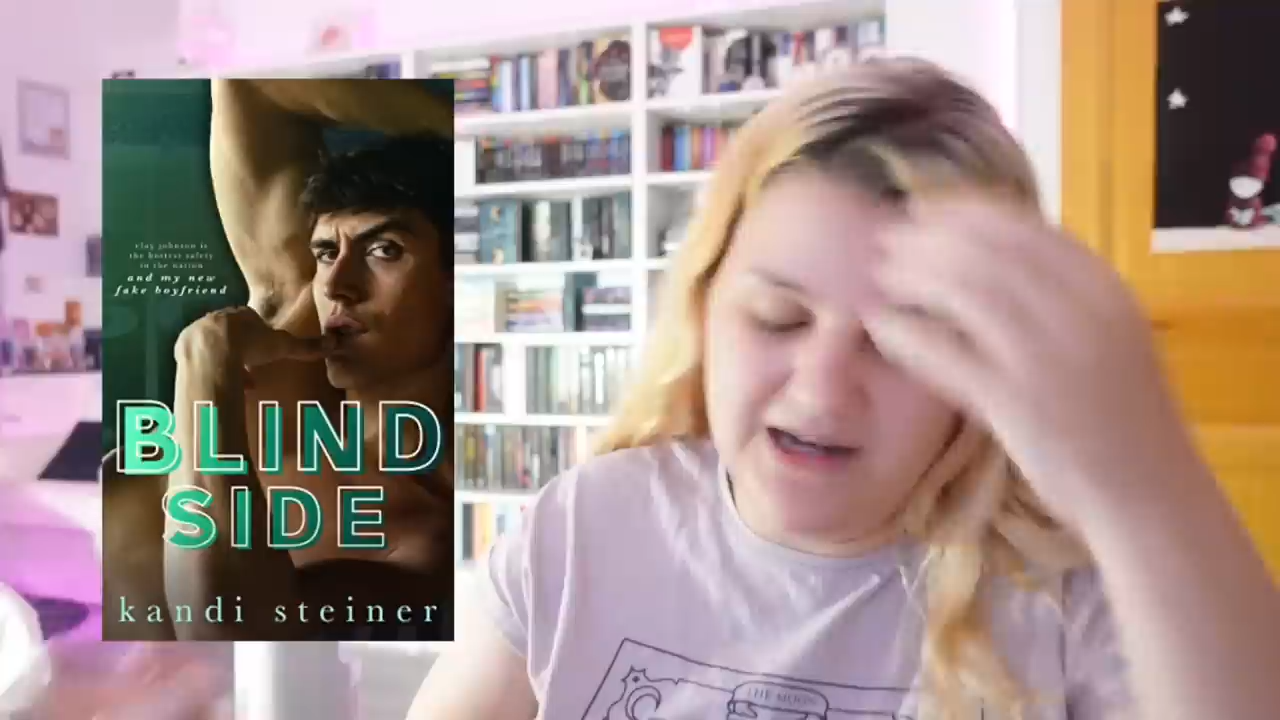 clay johnson is
the hottest safety
in the nation
and my new
fake boyfriend
BLIND
SIDE
kandi steiner
THE MOON